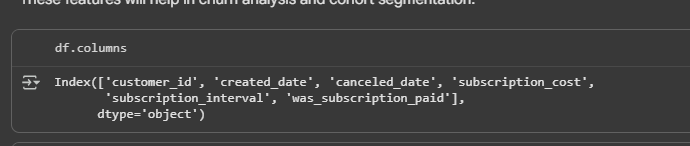 These features will help in churn analysis and cohort segmentation.
df.columns
Index(['customer_id', 'created_date', 'canceled_date', 'subscription_cost',
'subscription_interval', 'was_subscription_paid'],
dtype='object')